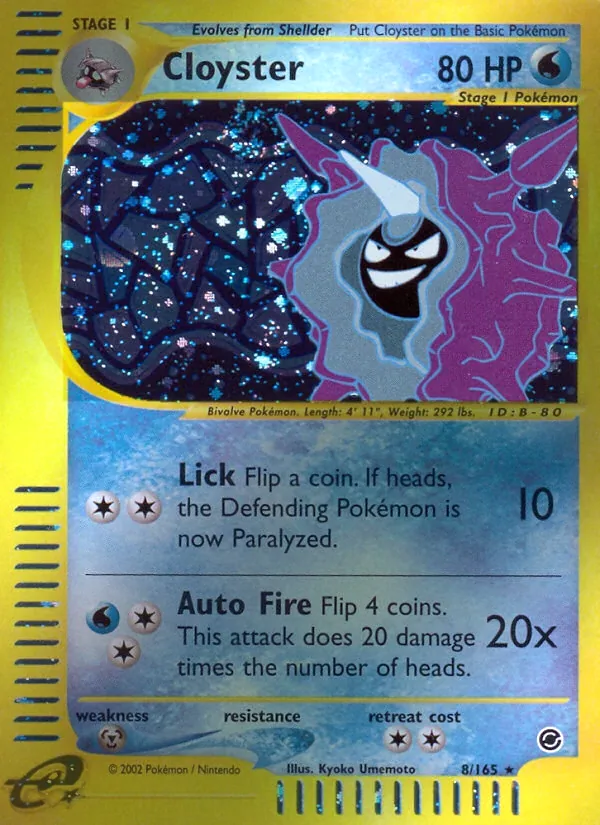 STAGE 1
Evolves from Shellder Put Cloyster on the Basic Pokémon
Cloyster 80 HP
Stage 1 Pokémon
Bivalve Pokémon. Length: 4' 11", Weight: 292 lbs. ID:B-80
Lick Flip a coin. If heads,
the Defending Pokémon is
now Paralyzed.
10
Auto Fire Flip 4 coins.
This attack does 20 damage
times the number of heads.
20x
weakness resistance retreat cost
© 2002 Pokémon / Nintendo Illus. Kyoko Umemoto 8/165 ★
e